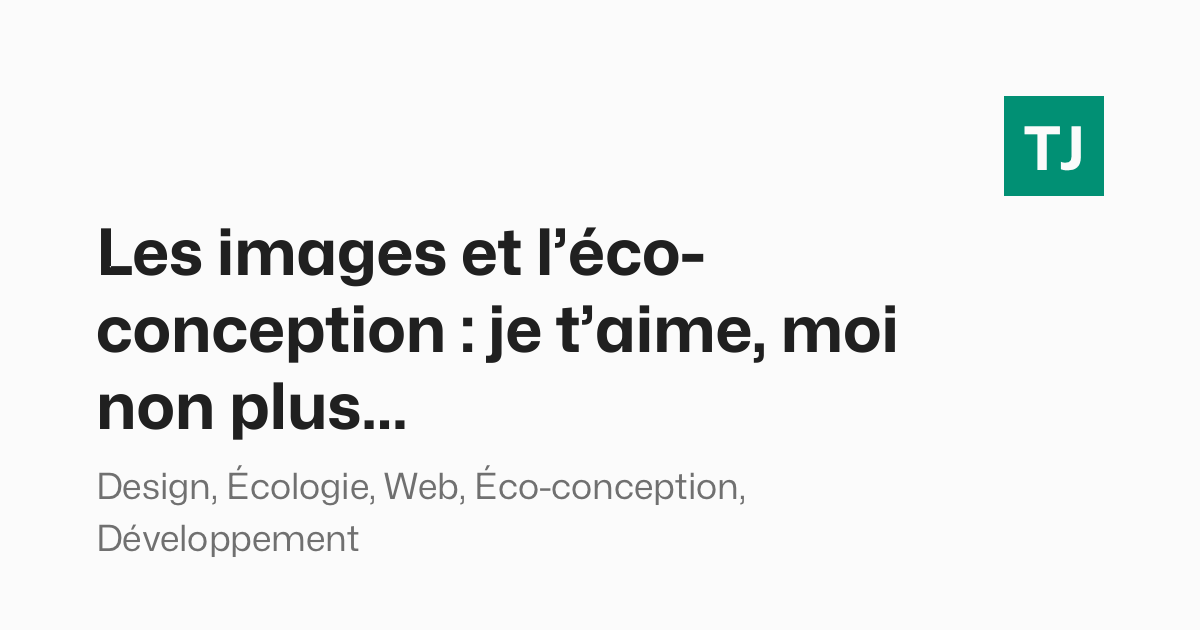 TJ
Les images et l’éco-
conception : je t’aime, moi
non plus…
Design, Écologie, Web, Éco-conception,
Développement